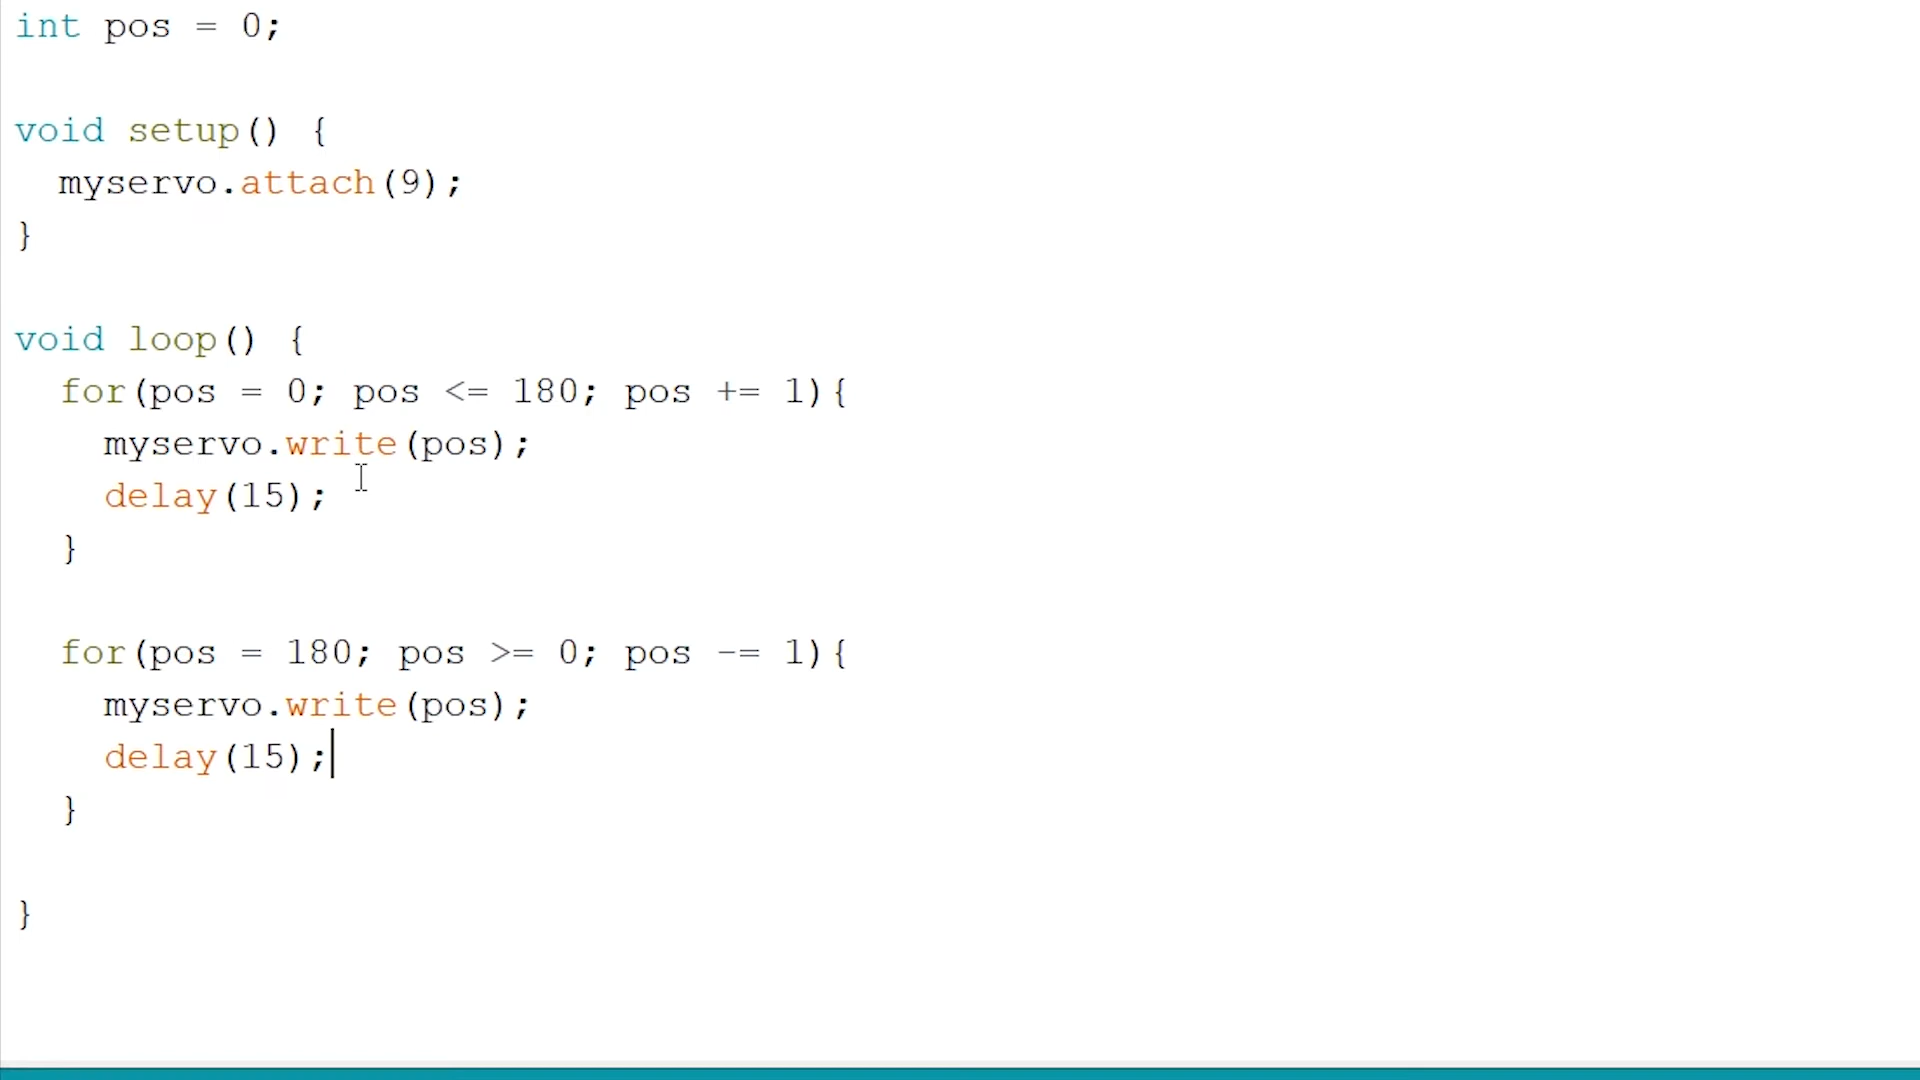 int pos = 0;
void setup() {
myservo.attach(9);
}
void loop() {
for(pos = 0; pos <= 180; pos += 1){
myservo.write(pos);
delay(15);
}
for(pos = 180; pos >= 0; pos -= 1){
myservo.write(pos);
delay(15);
}
}